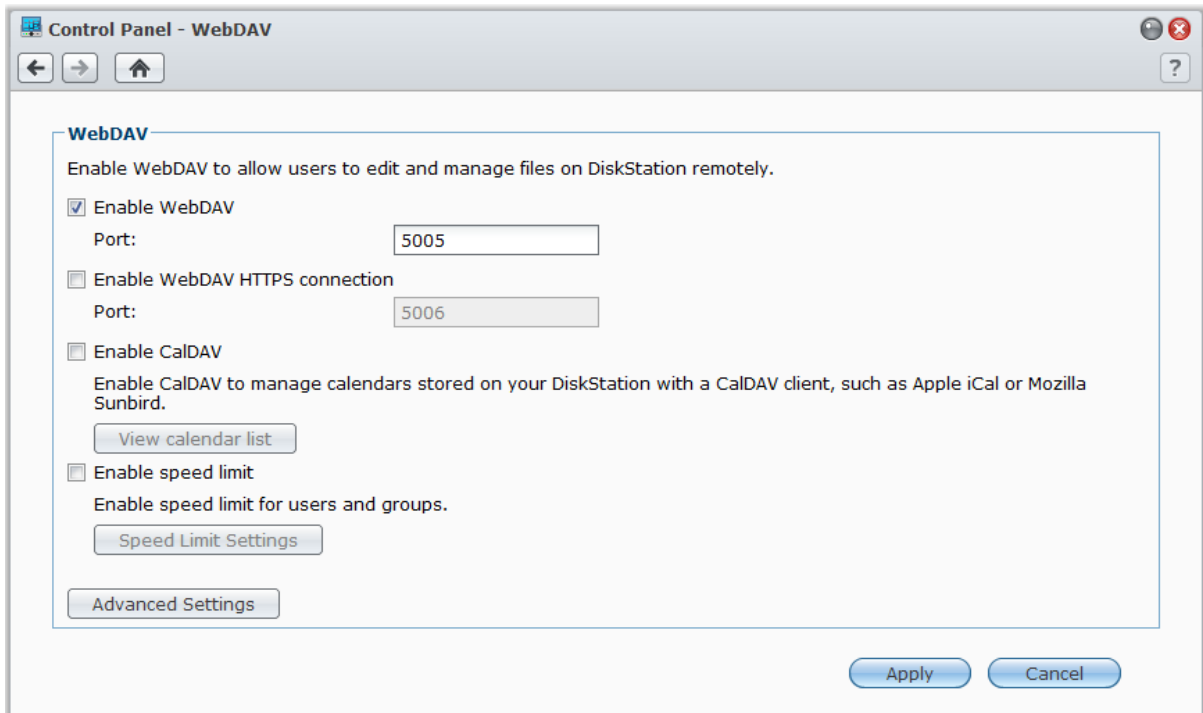 Control Panel - WebDAV
?
WebDAV
Enable WebDAV to allow users to edit and manage files on DiskStation remotely.
Enable WebDAV
Port:
5005
Enable WebDAV HTTPS connection
Port:
5006
Enable CalDAV
Enable CalDAV to manage calendars stored on your DiskStation with a CalDAV client, such as Apple iCal or Mozilla
Sunbird.
View calendar list
Enable speed limit
Enable speed limit for users and groups.
Speed Limit Settings
Advanced Settings
Apply
Cancel